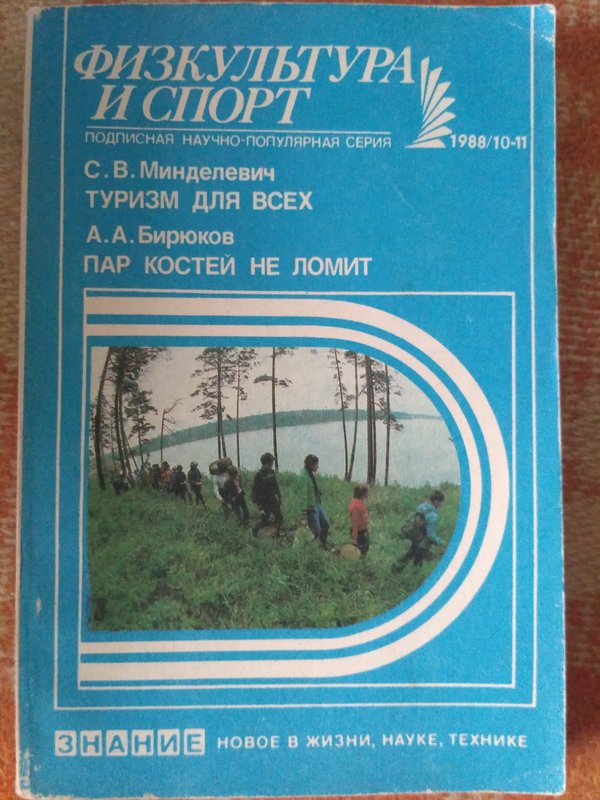 ФИЗКУЛЬТУРА
И СПОРТ
ПОДПИСНАЯ НАУЧНО-ПОПУЛЯРНАЯ СЕРИЯ
1988/10-11
С. В. Минделевич
ТУРИЗМ ДЛЯ ВСЕХ
А. А. Бирюков
ПАР КОСТЕЙ НЕ ЛОМИТ
ЗНАНИЕ НОВОЕ В ЖИЗНИ, НАУКЕ, ТЕХНИКЕ